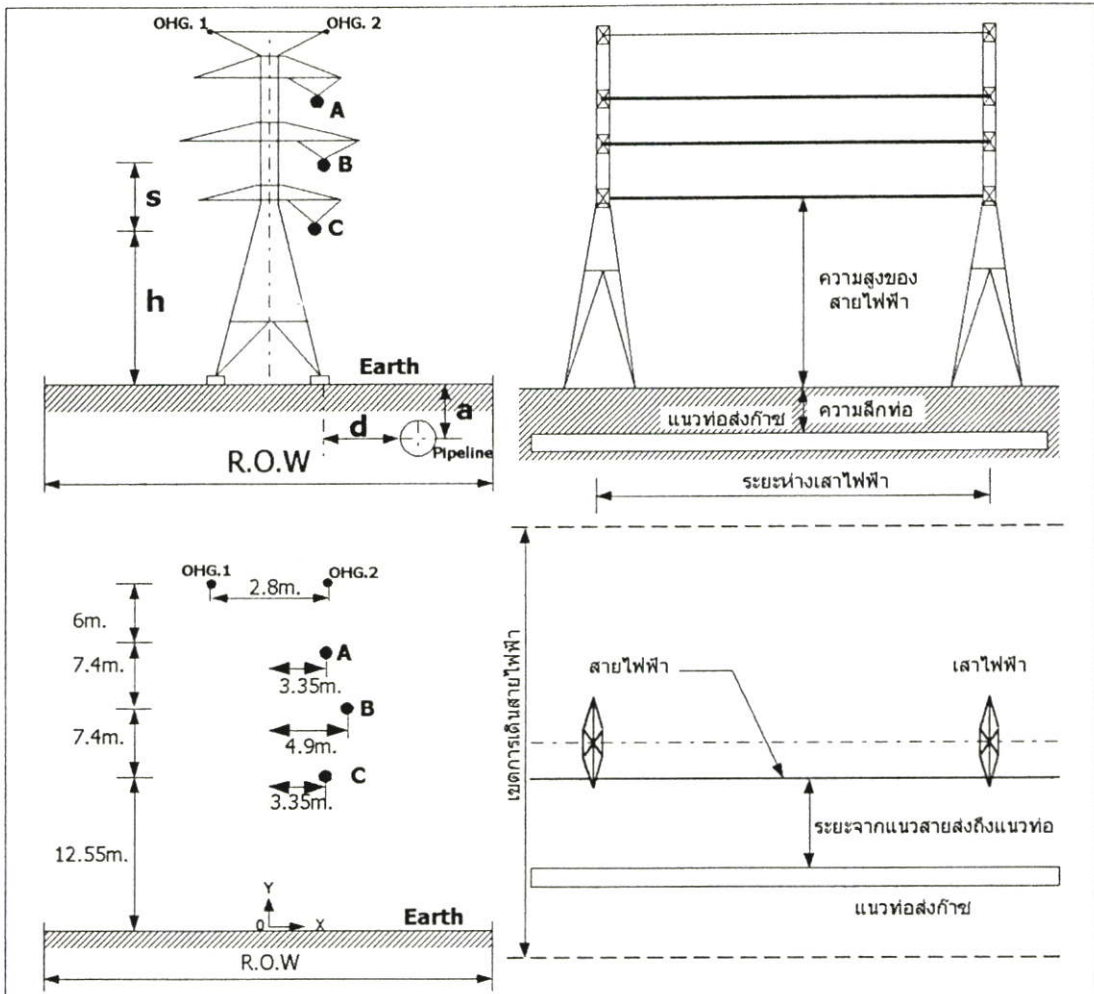 OHG. 1
OHG. 2
A
B
s
C
h
Earth
a
d
Pipeline
R.O.W
ความสูงของ
สายไฟฟ้า
แนวท่อส่งก๊าซ
ความลึกท่อ
ระยะห่างเสาไฟฟ้า
OHG.1
OHG.2
2.8m.
6m.
A
7.4m.
3.35m.
B
7.4m.
4.9m.
C
3.35m.
12.55m.
Y
0
X
Earth
R.O.W
เขตการเดินสายไฟฟ้า
สายไฟฟ้า
เสาไฟฟ้า
ระยะจากแนวสายส่งถึงแนวท่อ
แนวท่อส่งก๊าซ